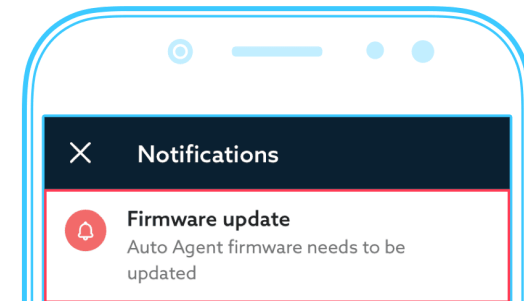 Notifications
Firmware update
Auto Agent firmware needs to be
updated